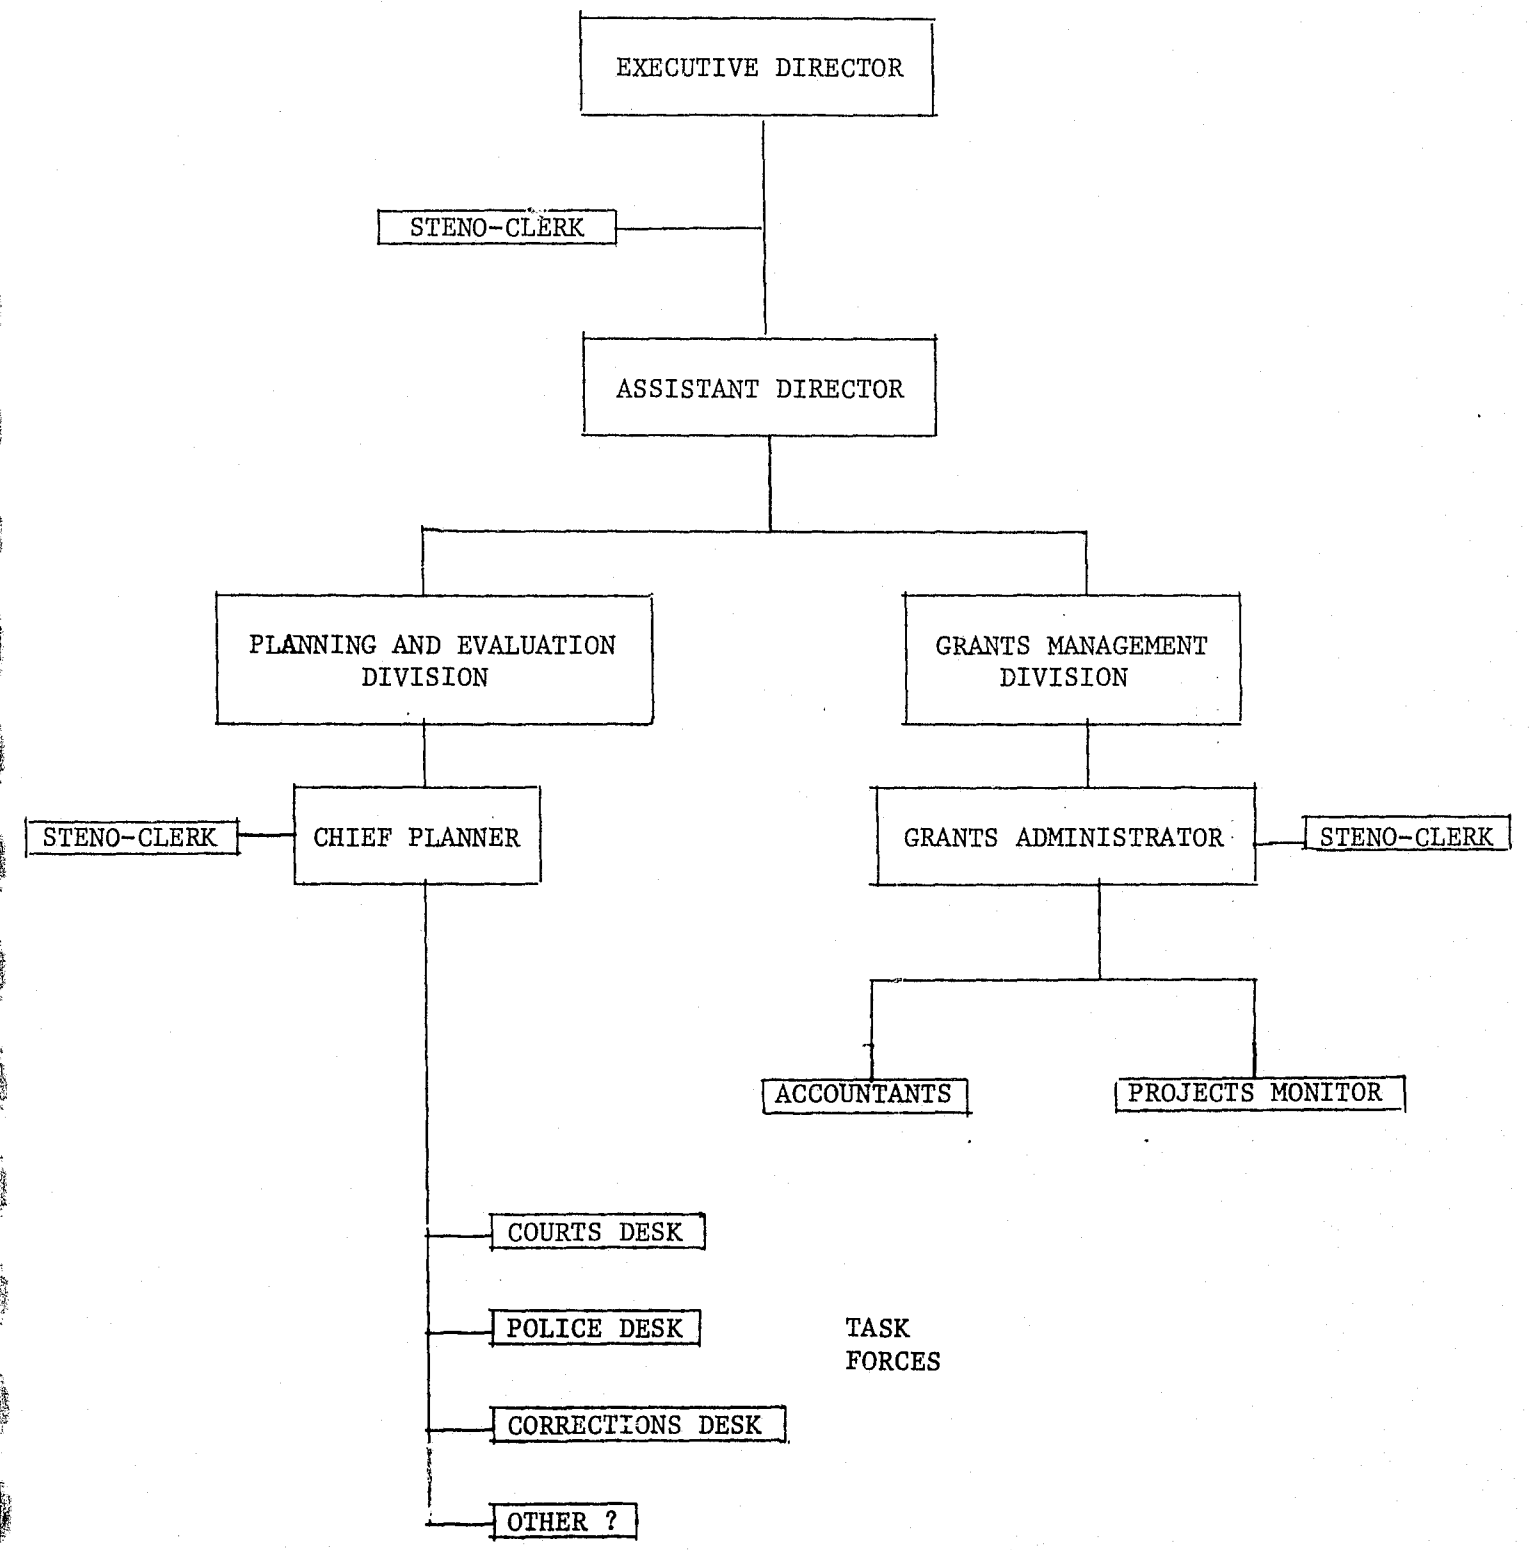 EXECUTIVE DIRECTOR
STENO-CLERK
ASSISTANT DIRECTOR
PLANNING AND EVALUATION
DIVISION
GRANTS MANAGEMENT
DIVISION
STENO-CLERK
CHIEF PLANNER
GRANTS ADMINISTRATOR
STENO-CLERK
ACCOUNTANTS
PROJECTS MONITOR
COURTS DESK
POLICE DESK
TASK
FORCES
CORRECTIONS DESK
OTHER ?